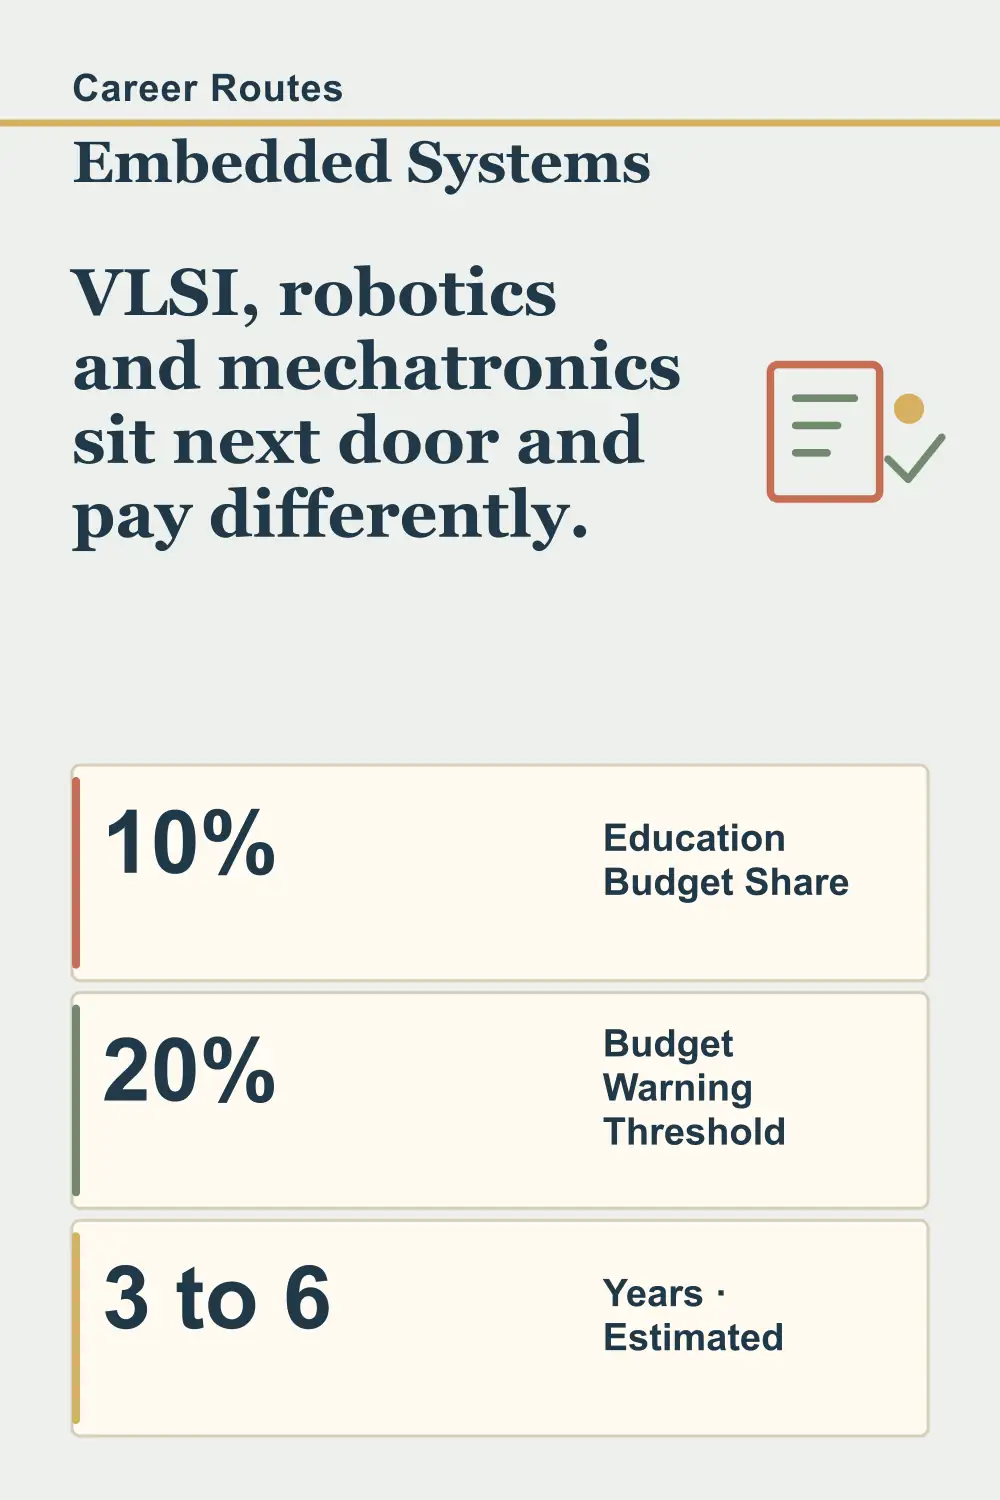 Career Routes
Embedded Systems
VLSI, robotics
and mechatronics
sit next door and
pay differently.
10%
Education
Budget Share
20%
Budget
Warning
Threshold
3 to 6
Years ·
Estimated